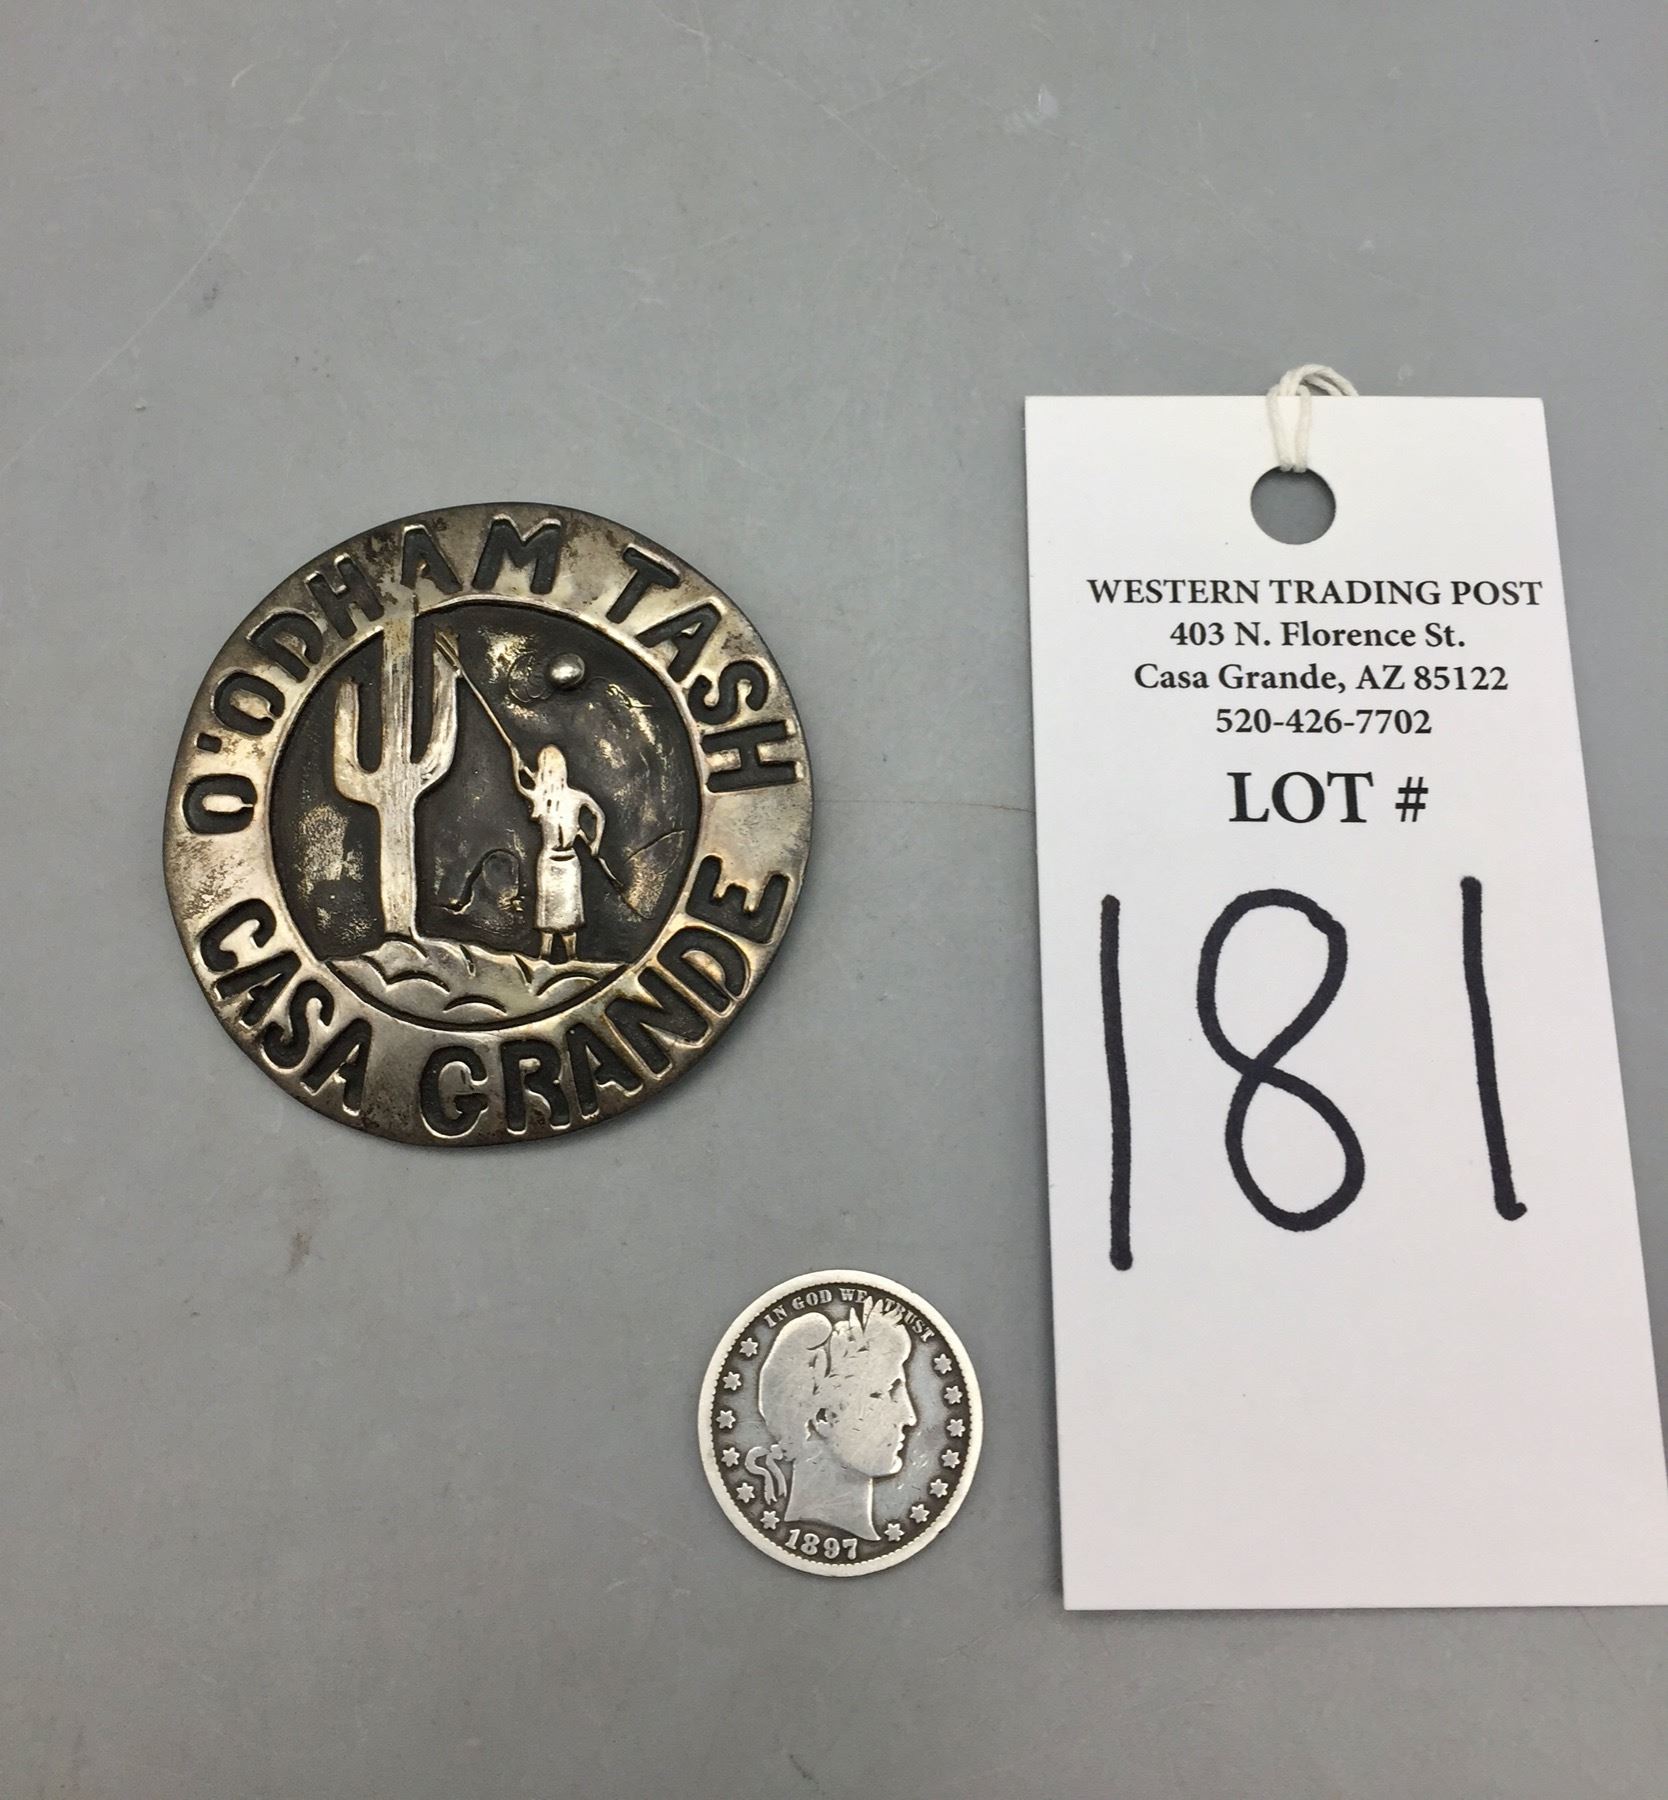 O'ODHAM TASH
CASA GRANDE
WESTERN TRADING POST
403 N. Florence St.
Casa Grande, AZ 85122
520-426-7702
LOT #
181
IN GOD WE TRUST
1897